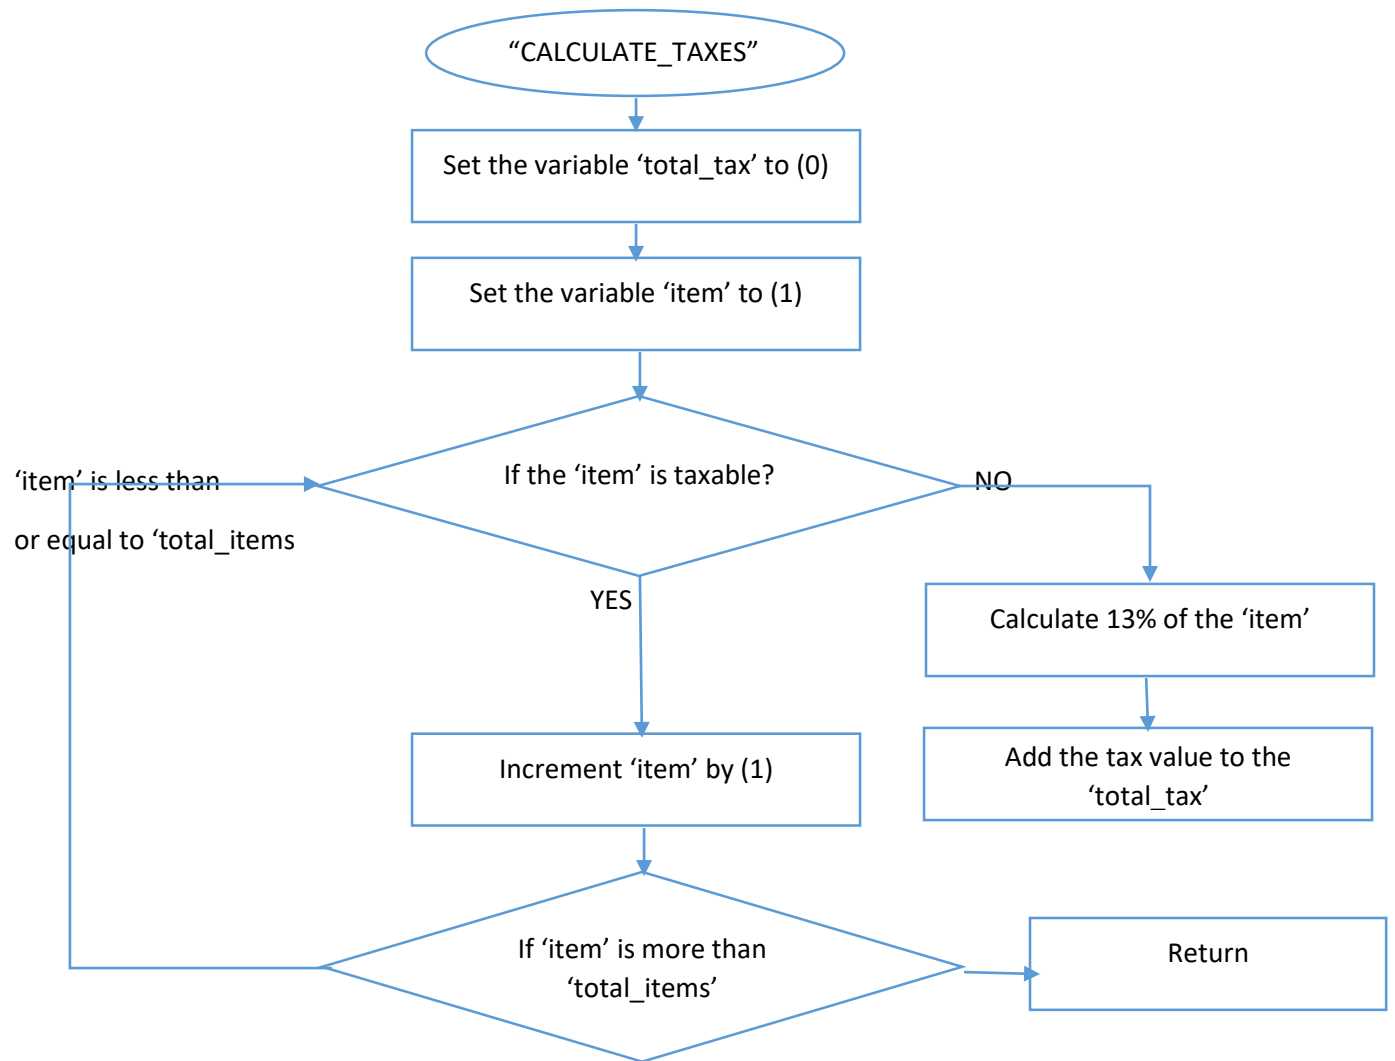 “CALCULATE_TAXES”
Set the variable ‘total_tax’ to (0)
Set the variable ‘item’ to (1)
If the ‘item’ is taxable?
‘item’ is less than
or equal to ‘total_items
NO
YES
Calculate 13% of the ‘item’
Increment ‘item’ by (1)
Add the tax value to the
‘total_tax’
If ‘item’ is more than
‘total_items’
Return